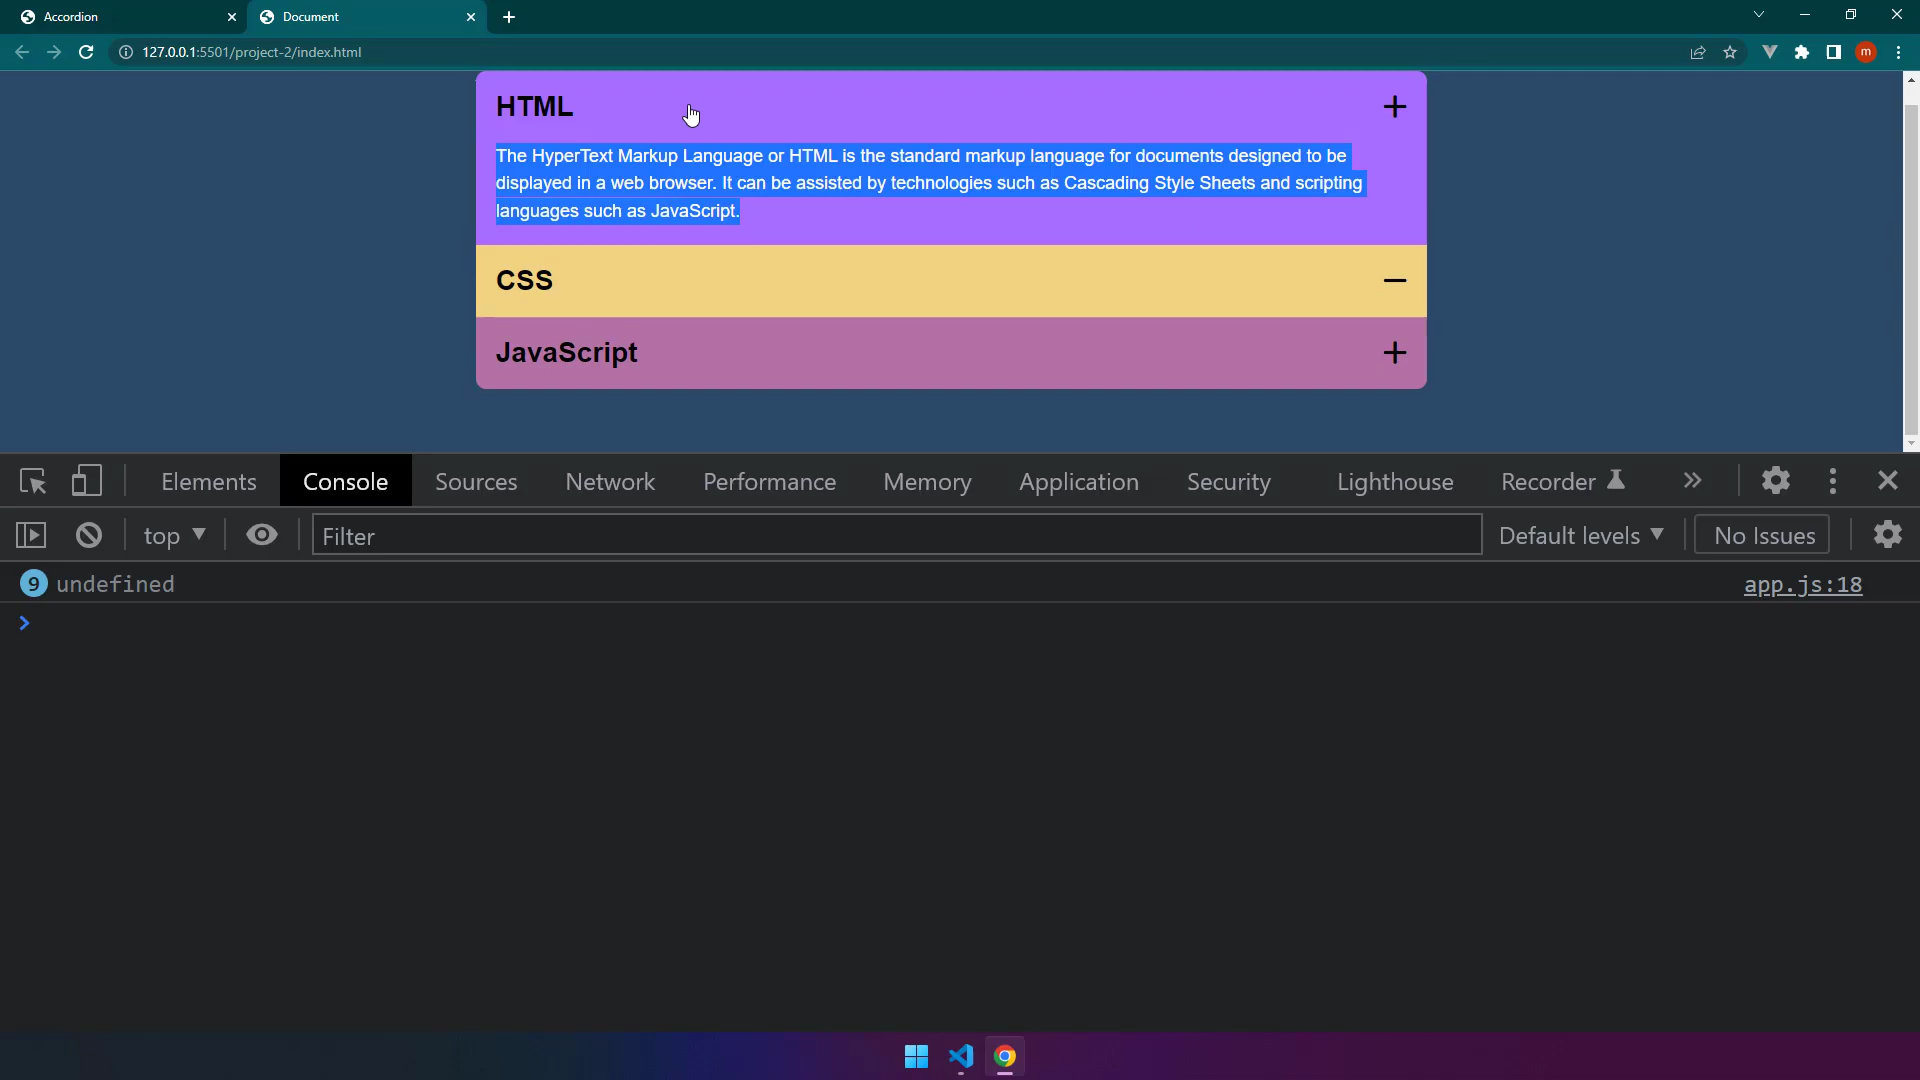 Accordion
Document
127.0.0.1:5501/project-2/index.html
m
HTML
The HyperText Markup Language or HTML is the standard markup language for documents designed to be
displayed in a web browser. It can be assisted by technologies such as Cascading Style Sheets and scripting
languages such as JavaScript.
CSS
JavaScript
Elements Console Sources Network Performance Memory Application Security Lighthouse Recorder
top Filter Default levels No Issues
9 undefined app.js:18